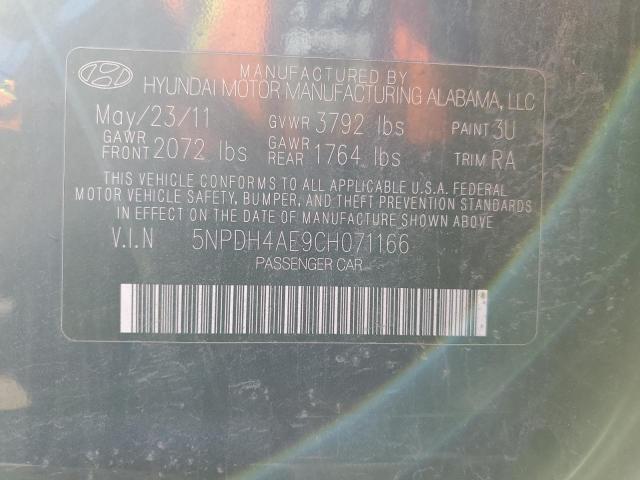 MANUFACTURED BY
HYUNDAI MOTOR MANUFACTURING ALABAMA, LLC
May/23/11 GVWR 3792 lbs PAINT 3U
GAWR FRONT 2072 lbs GAWR REAR 1764 lbs TRIM RA
THIS VEHICLE CONFORMS TO ALL APPLICABLE U.S.A. FEDERAL
MOTOR VEHICLE SAFETY, BUMPER, AND THEFT PREVENTION STANDARDS
IN EFFECT ON THE DATE OF MANUFACTURE SHOWN ABOVE
V.I.N 5NPDH4AE9CH071166
PASSENGER CAR